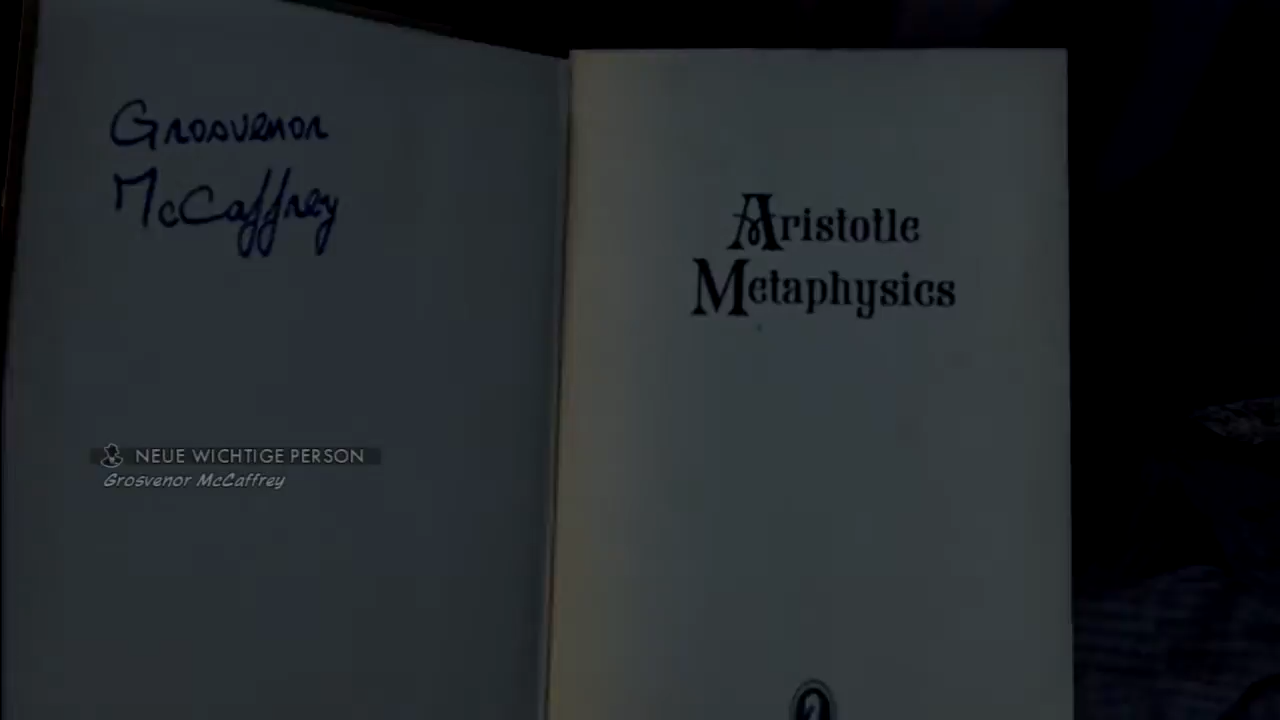 Grosvenor
McCaffrey
Aristotle
Metaphysics
NEUE WICHTIGE PERSON
Grosvenor McCaffrey